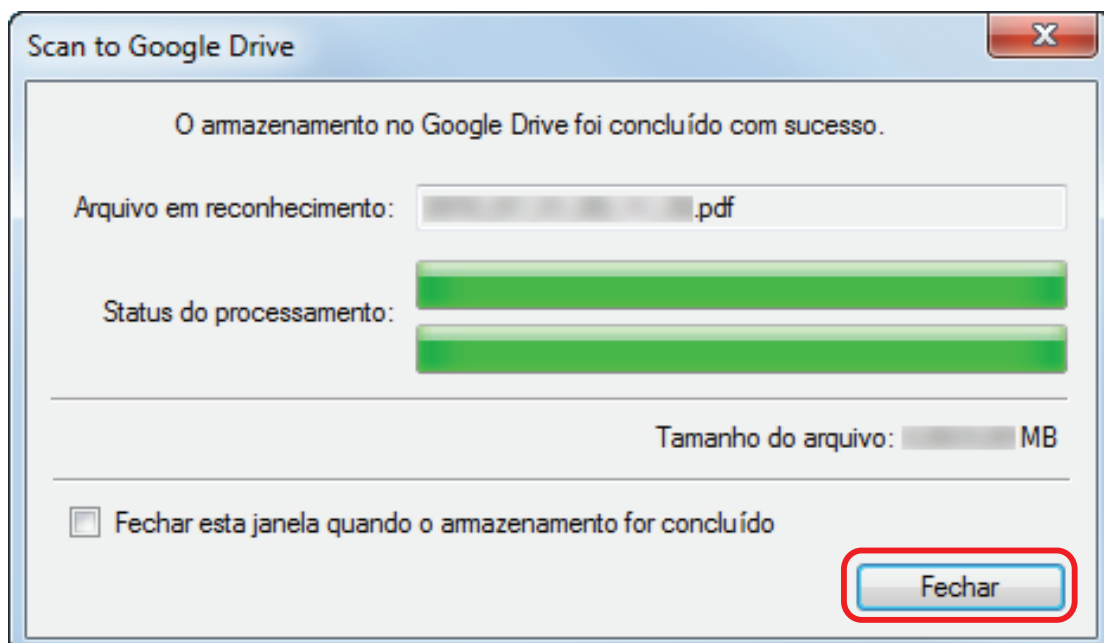 Scan to Google Drive
O armazenamento no Google Drive foi concluído com sucesso.
Arquivo em reconhecimento: .pdf
Status do processamento:
Tamanho do arquivo: MB
Fechar esta janela quando o armazenamento for concluído
Fechar